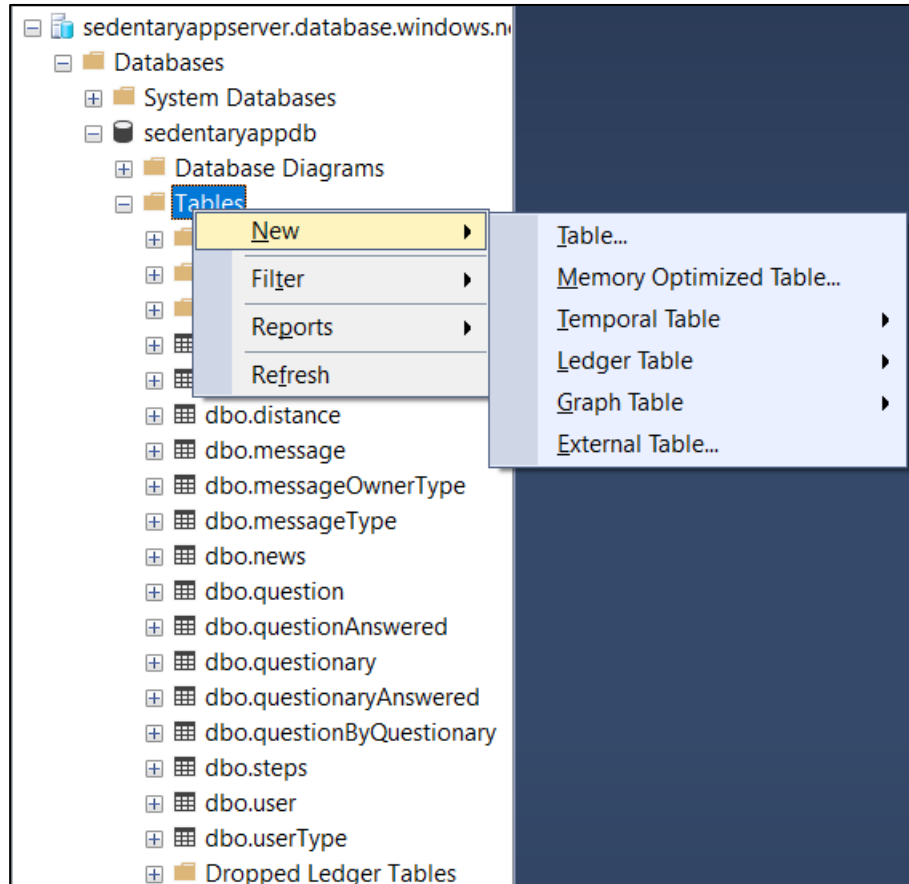 sedentaryappserver.database.windows.n
Databases
System Databases
sedentaryappdb
Database Diagrams
Tables
New
Filter
Reports
Refresh
Table...
Memory Optimized Table...
Temporal Table
Ledger Table
Graph Table
External Table...
dbo.distance
dbo.message
dbo.messageOwnerType
dbo.messageType
dbo.news
dbo.question
dbo.questionAnswered
dbo.questionary
dbo.questionaryAnswered
dbo.questionByQuestionary
dbo.steps
dbo.user
dbo.userType
Dropped Ledger Tables